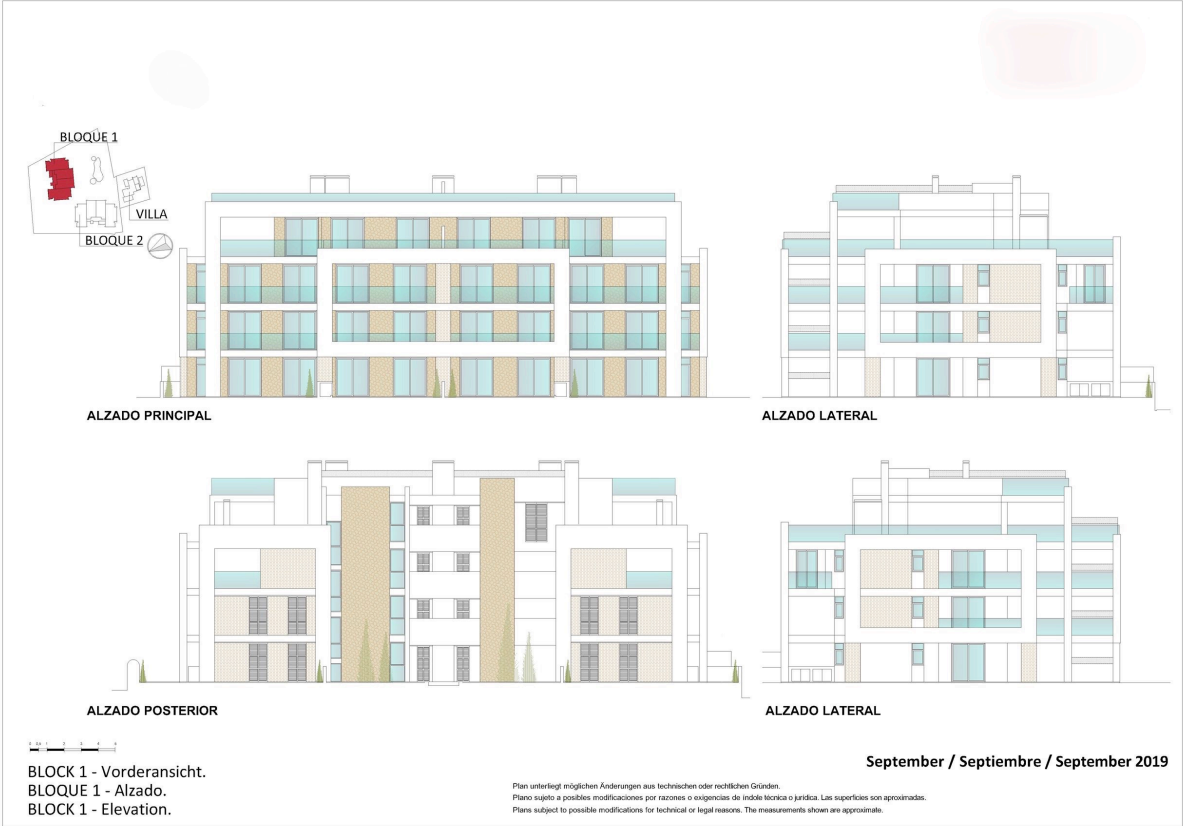 BLOQUE 1
VILLA
BLOQUE 2
ALZADO PRINCIPAL
ALZADO LATERAL
ALZADO POSTERIOR
ALZADO LATERAL
BLOCK 1 - Vorderansicht.
BLOQUE 1 - Alzado.
BLOCK 1 - Elevation.
September / Septiembre / September 2019
Plan unterliegt möglichen Änderungen aus technischen oder rechtlichen Gründen.
Plano sujeto a posibles modificaciones por razones o exigencias de indole técnica o jurídica. Las superficies son aproximadas.
Plans subject to possible modifications for technical or legal reasons. The measurements shown are approximate.